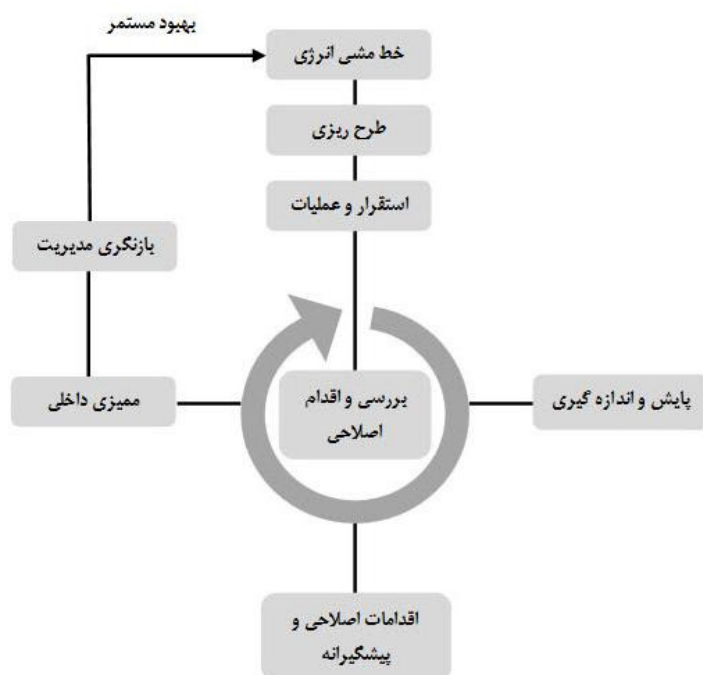 بهبود مستمر
خط مشی انرژی
طرح ریزی
استقرار و عملیات
بازنگری مدیریت
ممیزی داخلی
بررسی و اقدام
اصلاحی
پایش و اندازه گیری
اقدامات اصلاحی و
پیشگیرانه